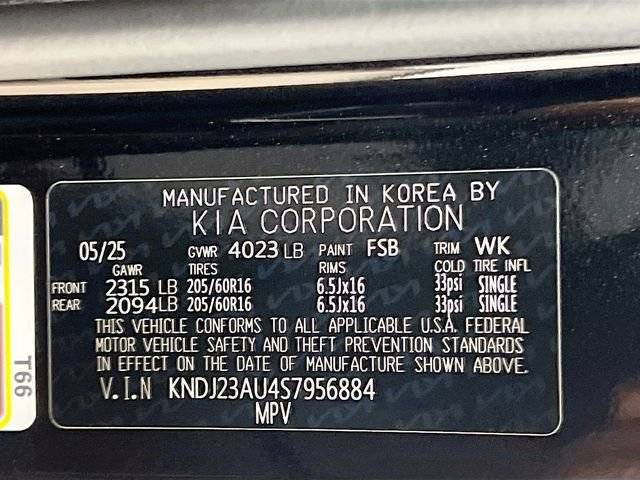 MANUFACTURED IN KOREA BY
KIA CORPORATION
05/25 GVWR 4023 LB PAINT FSB TRIM WK
GAWR TIRES RIMS COLD TIRE INFL
FRONT 2315 LB 205/60R16 6.5Jx16 33psi SINGLE
REAR 2094LB 205/60R16 6.5Jx16 33psi SINGLE
THIS VEHICLE CONFORMS TO ALL APPLICABLE U.S.A. FEDERAL
MOTOR VEHICLE SAFETY AND THEFT PREVENTION STANDARDS
IN EFFECT ON THE DATE OF MANUFACTURE SHOWN ABOVE.
V.I.N KNDJ23AU4S7956884
MPV
T66